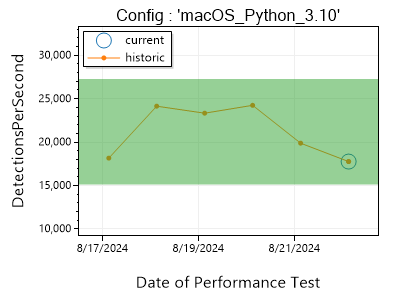 Config : 'macOS_Python_3.10'
current
historic
DetectionsPerSecond
30,000
25,000
20,000
15,000
10,000
8/17/2024
8/19/2024
8/21/2024
Date of Performance Test